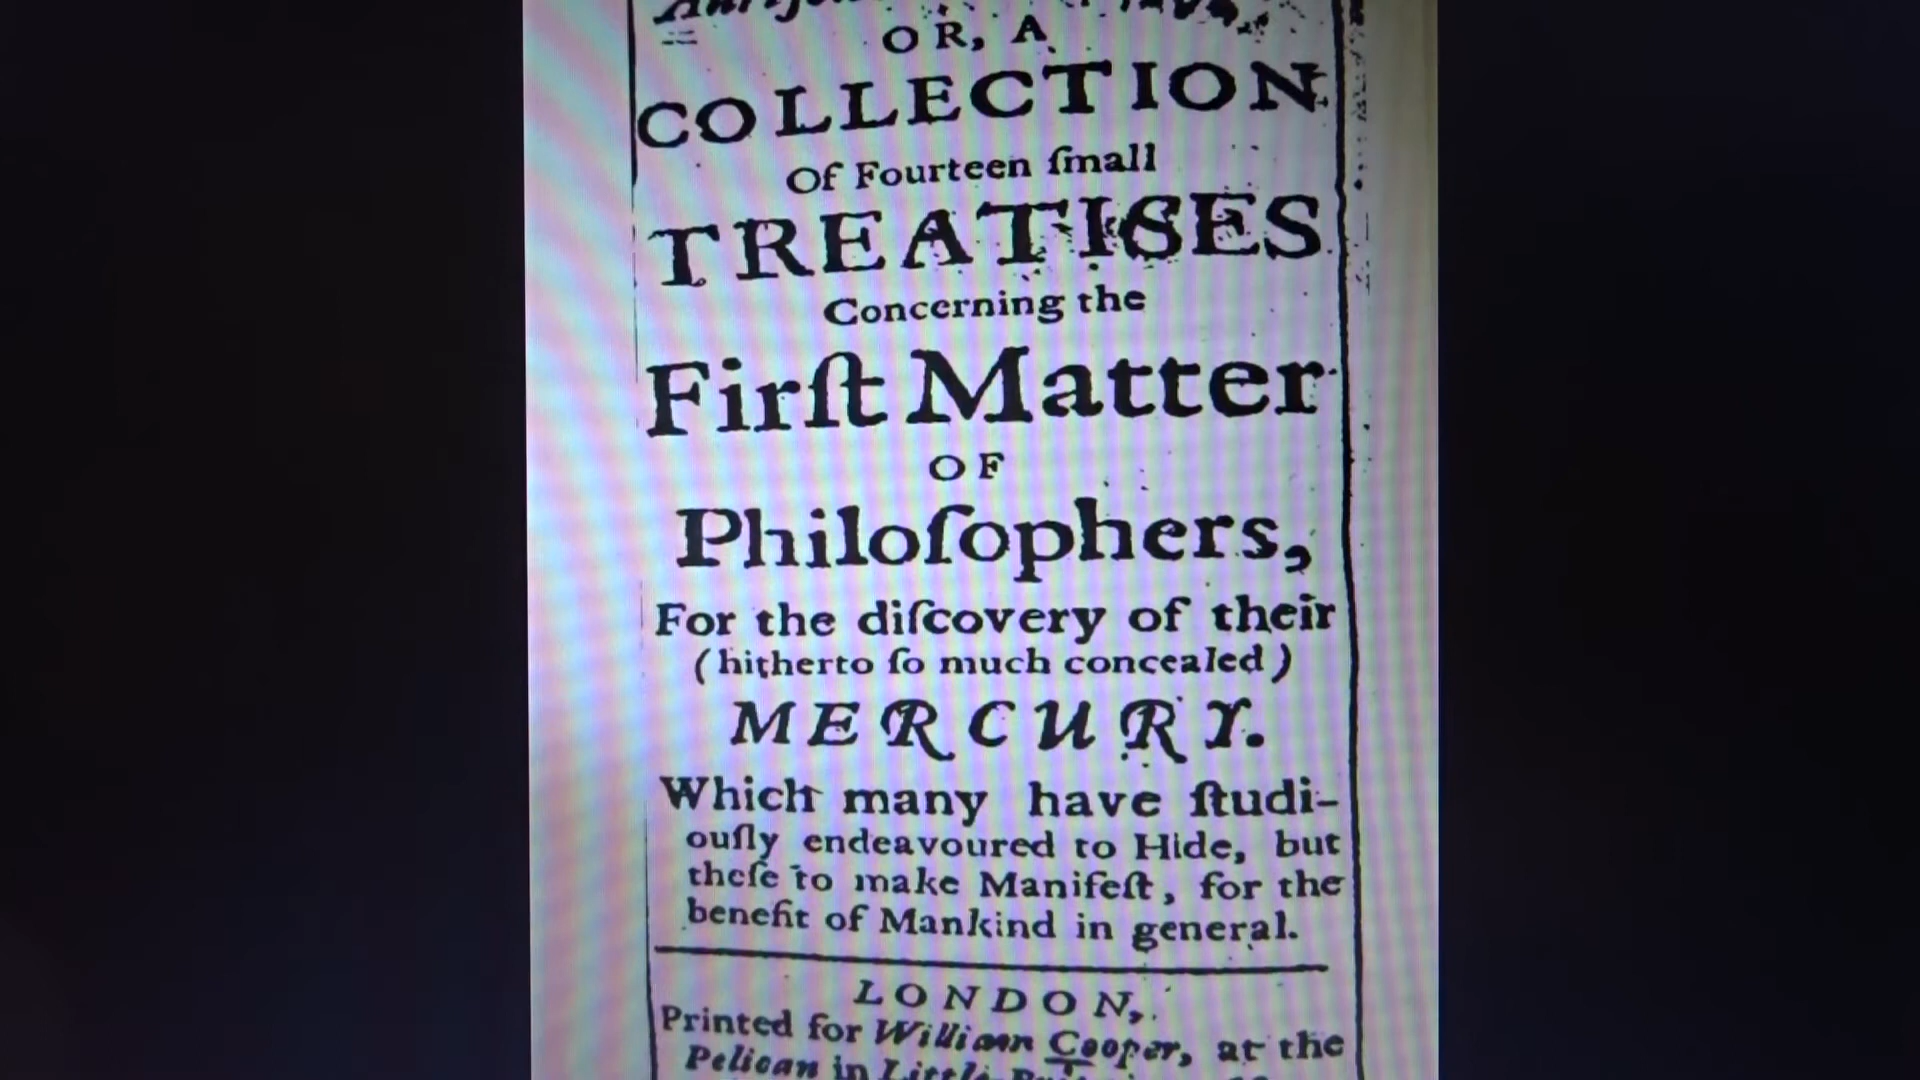 OR, A
COLLECTION
Of Fourteen ſmall
TREATISES
Concerning the
Firſt Matter
OF
Philoſophers,
For the diſcovery of their
(hitherto ſo much concealed)
MERCURY.
Which many have ſtudi-
ouſly endeavoured to Hide, but
theſe to make Manifeſt, for the
benefit of Mankind in general.
LONDON,
Printed for William Cooper, at the
Pelican in